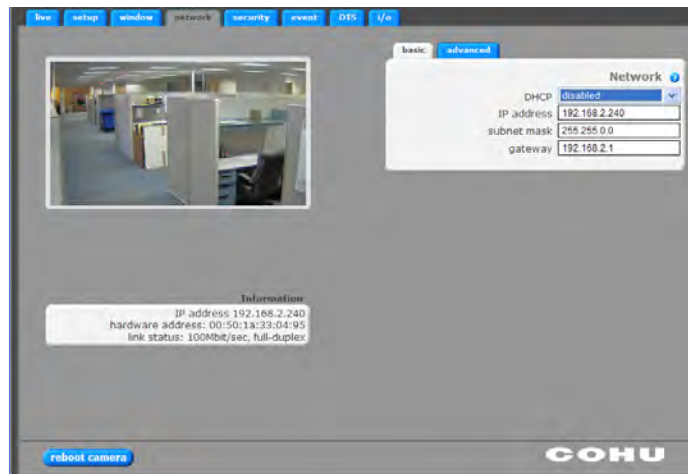 live setup window network security event DTS i/o
basic advanced
Network ?
DHCP disabled
IP address 192.168.2.240
subnet mask 255.255.0.0
gateway 192.168.2.1
Information
IP address 192.168.2.240
hardware address: 00:50:1a:33:04:95
link status: 100Mbit/sec, full-duplex
reboot camera
COHU